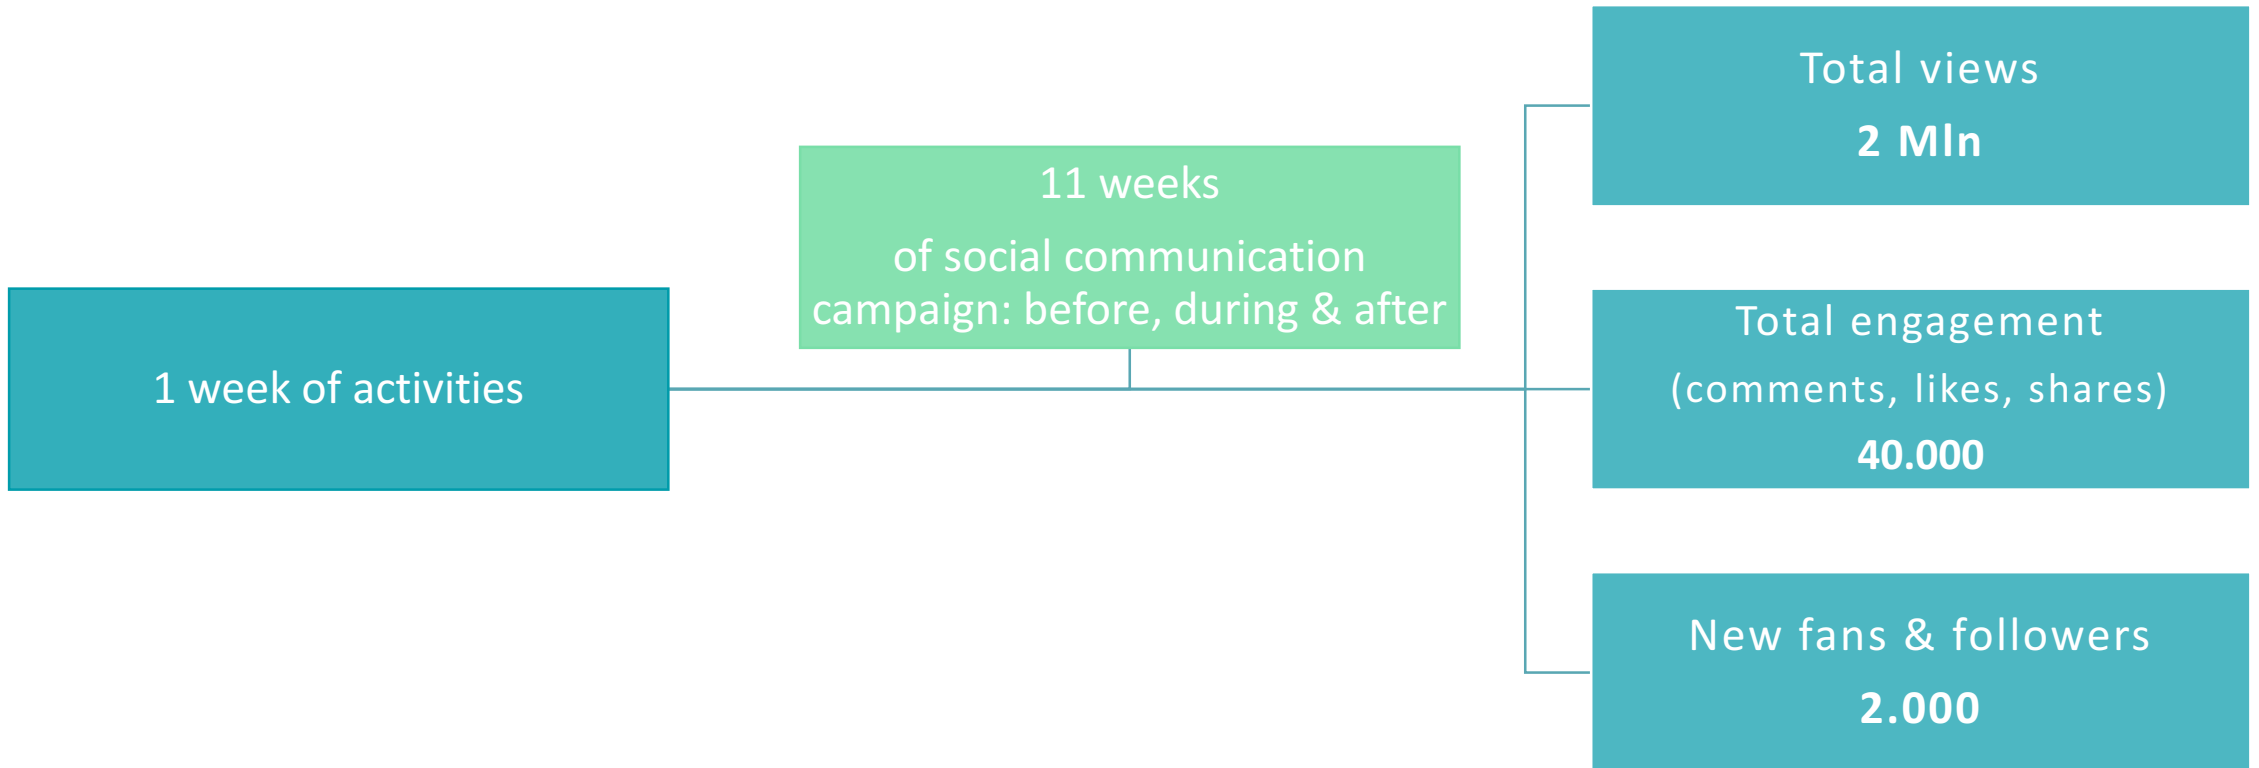 1 week of activities
11 weeks
of social communication
campaign: before, during & after
Total views
2 Mln
Total engagement
(comments, likes, shares)
40.000
New fans & followers
2.000